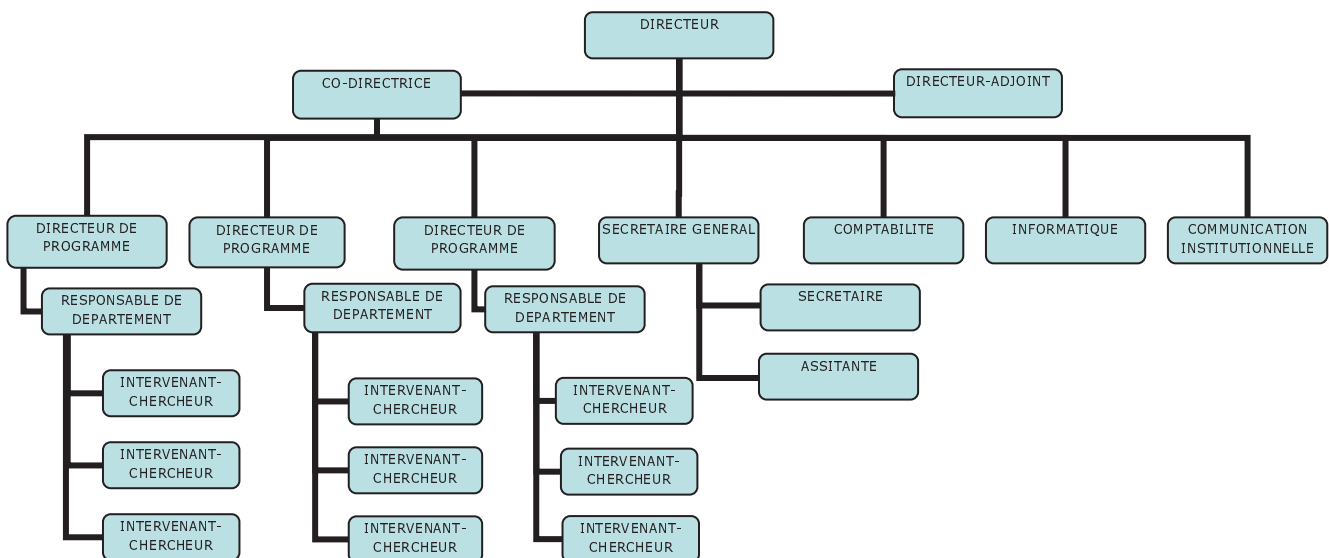 DIRECTEUR
CO-DIRECTRICE
DIRECTEUR-ADJOINT
DIRECTEUR DE
PROGRAMME
DIRECTEUR DE
PROGRAMME
DIRECTEUR DE
PROGRAMME
SECRETAIRE GENERAL
COMPTABILITE
INFORMATIQUE
COMMUNICATION
INSTITUTIONNELLE
RESPONSABLE DE
DEPARTEMENT
RESPONSABLE DE
DEPARTEMENT
RESPONSABLE DE
DEPARTEMENT
SECRETAIRE
ASSITANTE
INTERVENANT-
CHERCHEUR
INTERVENANT-
CHERCHEUR
INTERVENANT-
CHERCHEUR
INTERVENANT-
CHERCHEUR
INTERVENANT-
CHERCHEUR
INTERVENANT-
CHERCHEUR
INTERVENANT-
CHERCHEUR
INTERVENANT-
CHERCHEUR
INTERVENANT-
CHERCHEUR